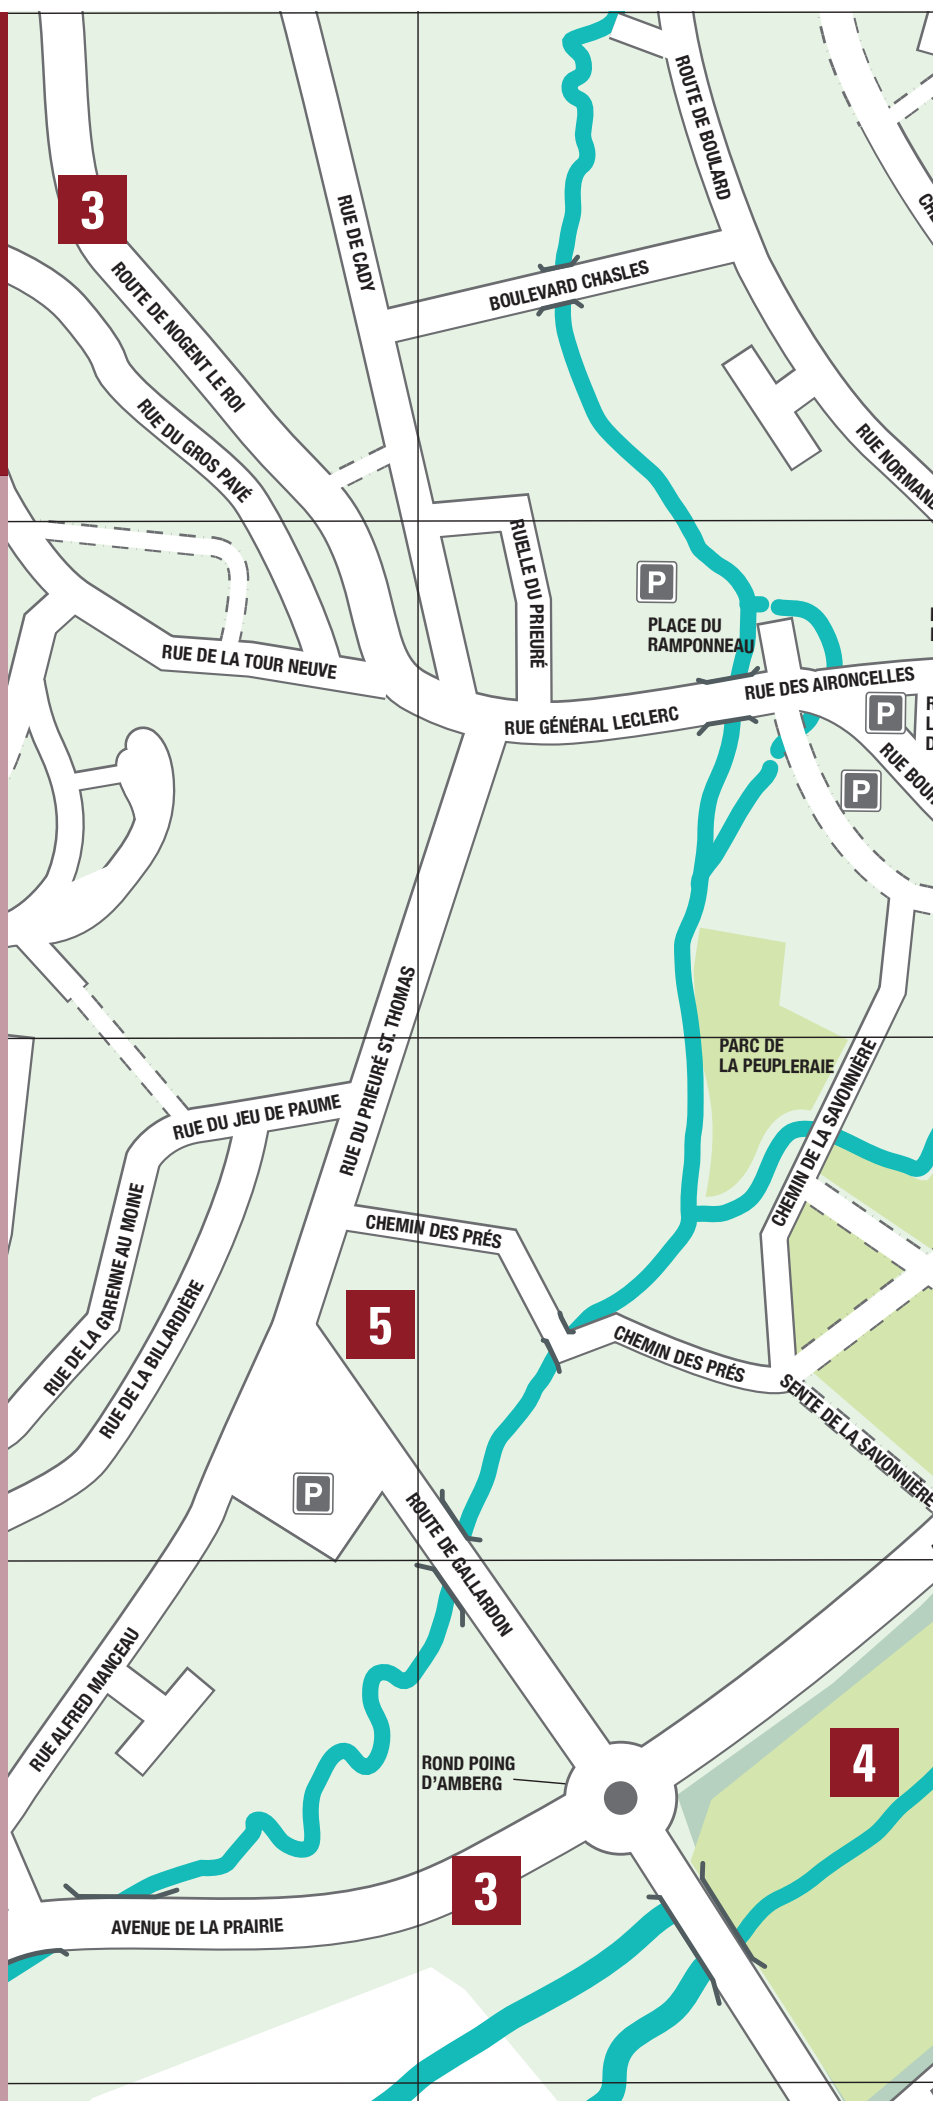 ROUTE DE BOULARD
3
RUE DE CADY
ROUTE DE NOGENT LE ROI
BOULEVARD CHASLES
RUE DU GROS PAVÉ
RUELLE DU PRIEURÉ
P
PLACE DU
RAMPONNEAU
RUE DE LA TOUR NEUVE
RUE DES AIRONCELLES
RUE GÉNÉRAL LECLERC
P
P
RUE DU PRIEURÉ ST. THOMAS
PARC DE
LA PEUPLERAIE
CHEMIN DE LA SAVONNIÈRE
RUE DU JEU DE PAUME
RUE DE LA GARENNE AU MOINE
CHEMIN DES PRÉS
RUE DE LA BILLARDIÈRE
5
CHEMIN DES PRÉS
SENTE DE LA SAVONNIÈRE
P
ROUTE DE GALLARDON
RUE ALFRED MANCEAU
ROND POING
D'AMBERG
4
3
AVENUE DE LA PRAIRIE